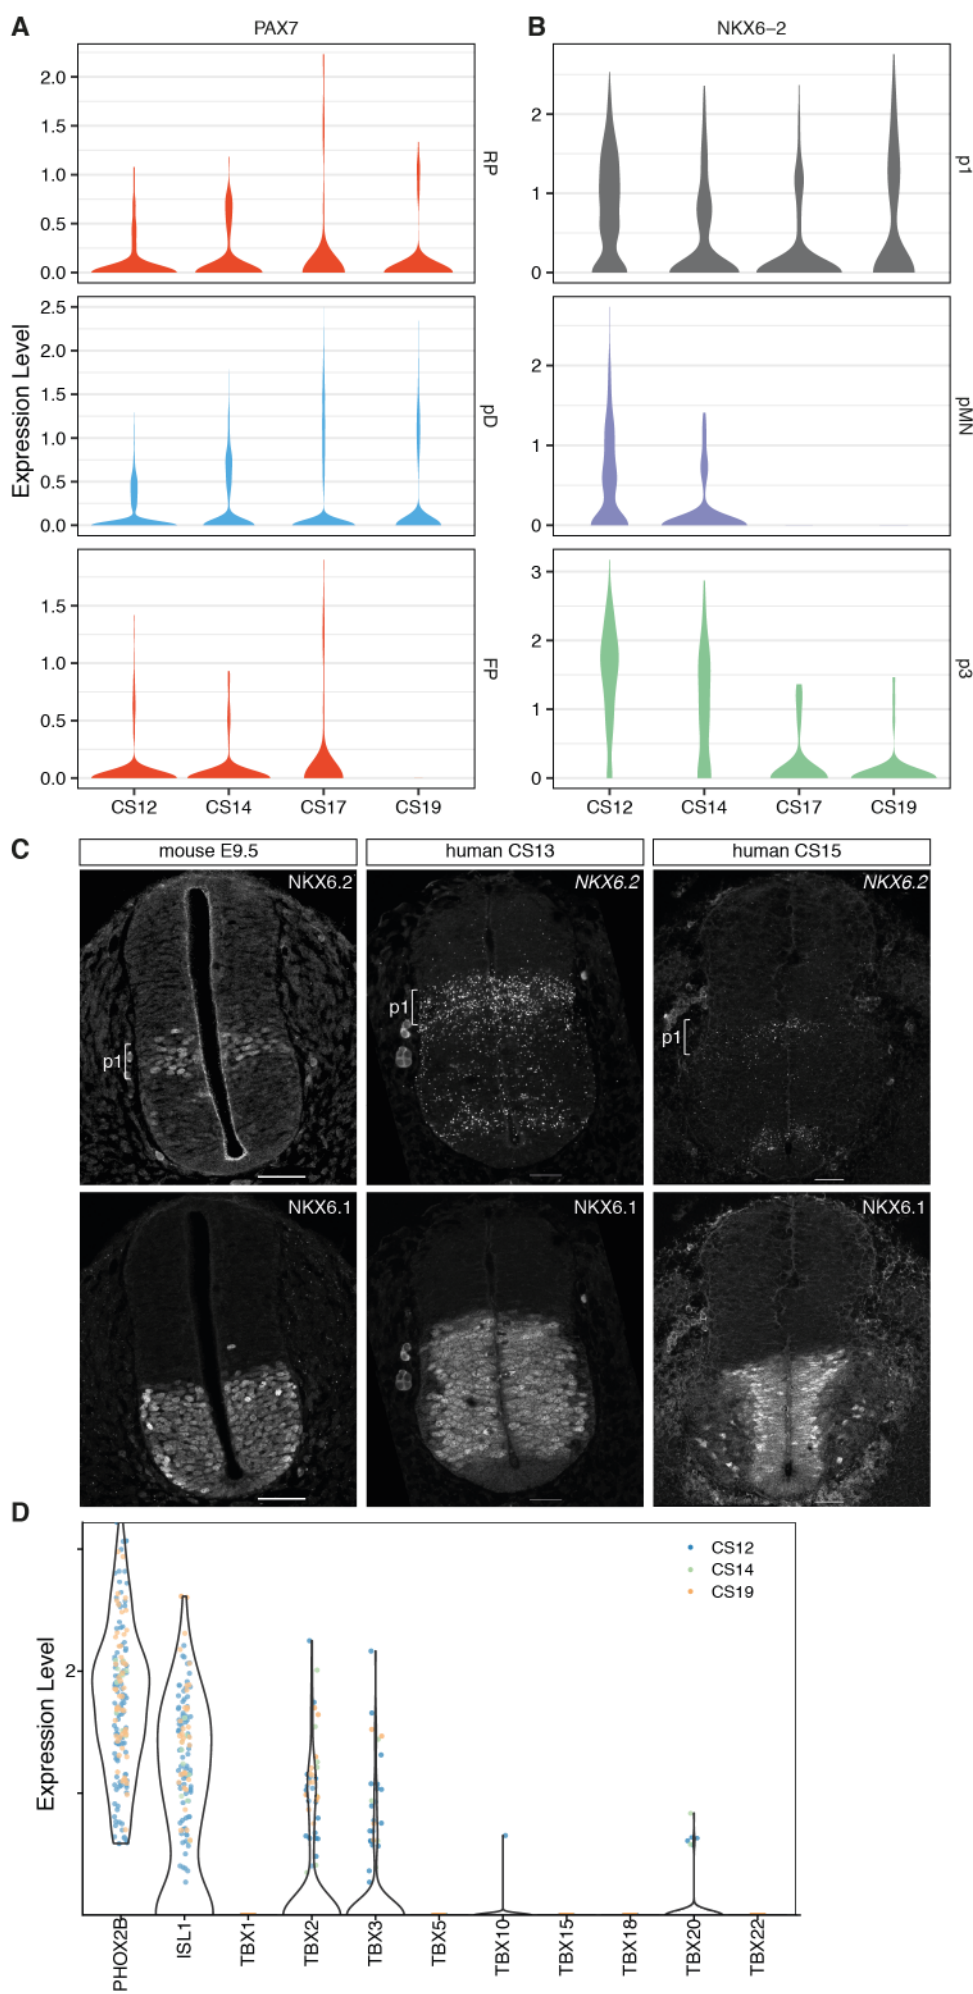 A
PAX7
B
NKX6–2
Expression Level
2.0
1.5
1.0
0.5
0.0
RP
2
1
0
p1
2.5
2.0
1.5
1.0
0.5
0.0
pD
2
1
0
pMN
1.5
1.0
0.5
0.0
FP
3
2
1
0
p3
CS12 CS14 CS17 CS19
CS12 CS14 CS17 CS19
C
mouse E9.5
human CS13
human CS15
NKX6.2
NKX6.2
NKX6.2
p1
p1
p1
NKX6.1
NKX6.1
NKX6.1
D
CS12
CS14
CS19
Expression Level
2
PHOX2B
ISL1
TBX1
TBX2
TBX3
TBX5
TBX10
TBX15
TBX18
TBX20
TBX22